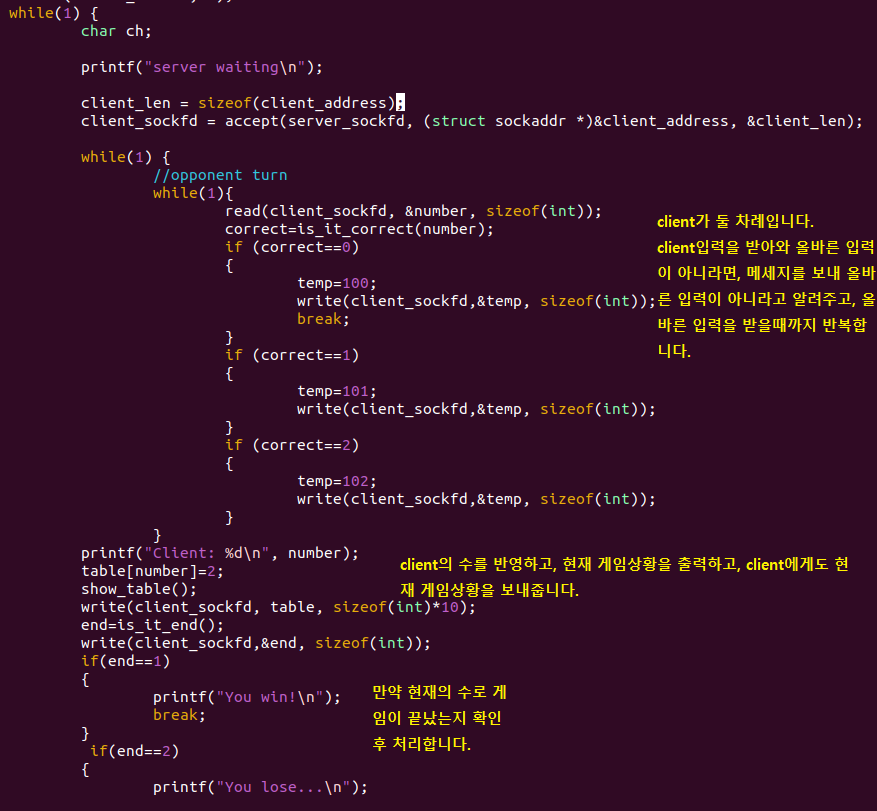 while(1) {
char ch;
printf("server waiting\n");
client_len = sizeof(client_address);
client_sockfd = accept(server_sockfd, (struct sockaddr *)&client_address, &client_len);
while(1) {
//opponent turn
while(1){
read(client_sockfd, &number, sizeof(int));
correct=is_it_correct(number);
if (correct==0)
{
temp=100;
write(client_sockfd,&temp, sizeof(int));
break;
}
if (correct==1)
{
temp=101;
write(client_sockfd,&temp, sizeof(int));
}
if (correct==2)
{
temp=102;
write(client_sockfd,&temp, sizeof(int));
}
}
client가 둘 차례입니다.
client입력을 받아와 올바른 입력
이 아니라면, 메세지를 보내 올바
른 입력이 아니라고 알려주고, 올
바른 입력을 받을때까지 반복합
니다.
printf("Client: %d\n", number);
table[number]=2;
show_table();
write(client_sockfd, table, sizeof(int)*10);
end=is_it_end();
write(client_sockfd,&end, sizeof(int));
client의 수를 반영하고, 현재 게임상황을 출력하고, client에게도 현
재 게임상황을 보내줍니다.
if(end==1)
{
printf("You win!\n");
break;
}
if(end==2)
{
printf("You lose...\n");
만약 현재의 수로 게
임이 끝났는지 확인
후 처리합니다.